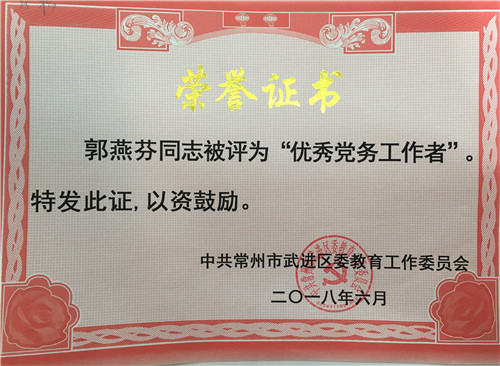 荣誉证书
郭燕芬同志被评为“优秀党务工作者”。
特发此证,以资鼓励。
中共常州市武进区委教育工作委员会
二〇一八年六月